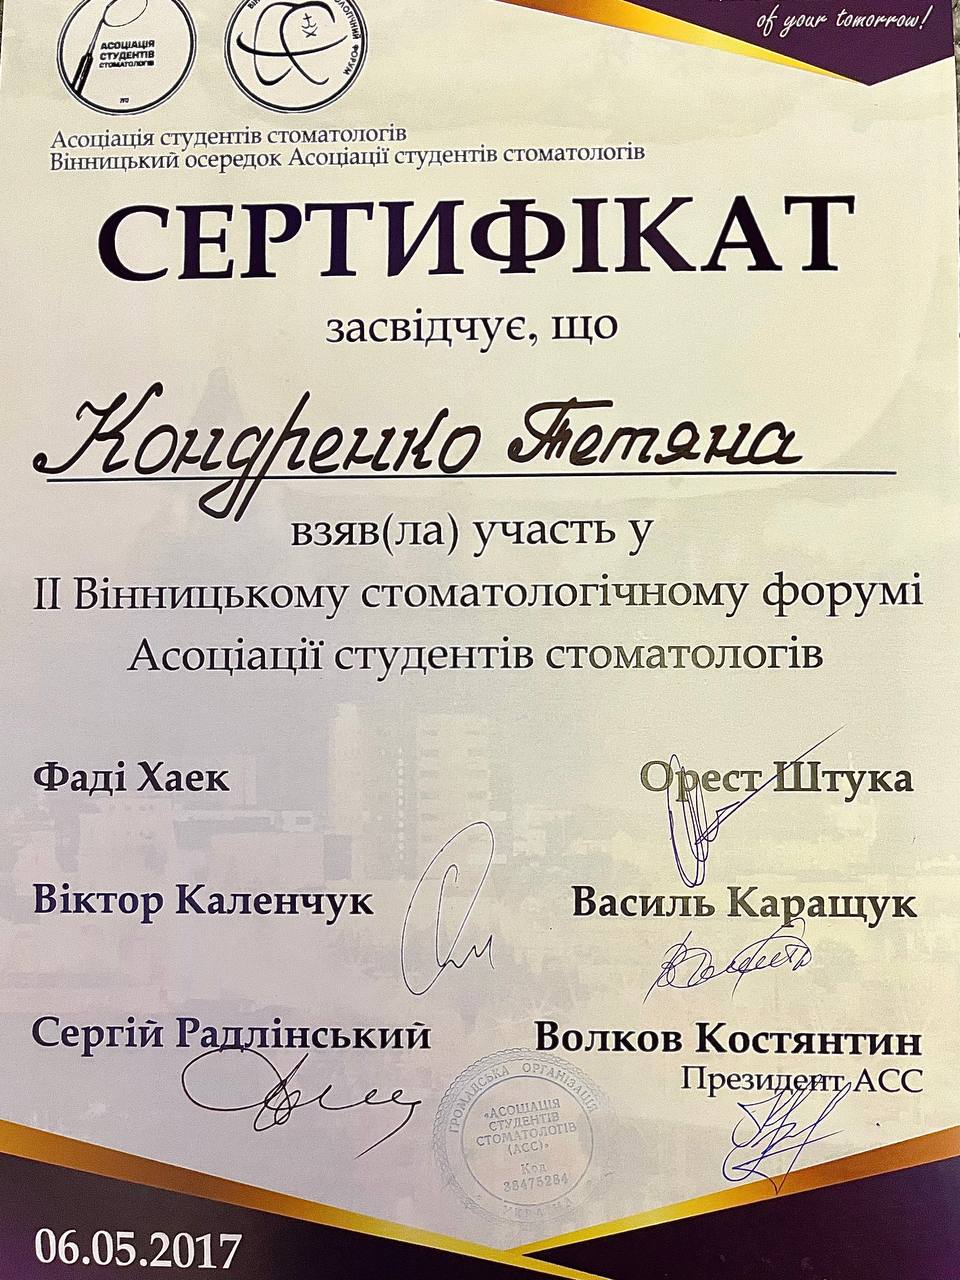 of your tomorrow!
АСОЦІАЦІЯ
СТУДЕНТІВ
СТОМАТОЛОГІВ
ФОРУМ
Асоціація студентів стоматологів
Вінницький осередок Асоціації студентів стоматологів
СЕРТИФІКАТ
засвідчує, що
Кондренко Тетяна
взяв(ла) участь у
ІІ Вінницькому стоматологічному форумі
Асоціації студентів стоматологів
Фаді Хаек
Орест Штука
Віктор Каленчук
Василь Каращук
Сергій Радлінський
Волков Костянтин
Президент АСС
ГРОМАДСЬКА ОРГАНІЗАЦІЯ
«АСОЦІАЦІЯ
СТУДЕНТІВ
СТОМАТОЛОГІВ
(АСС)»
Код
38475284
УКРАЇНА
06.05.2017